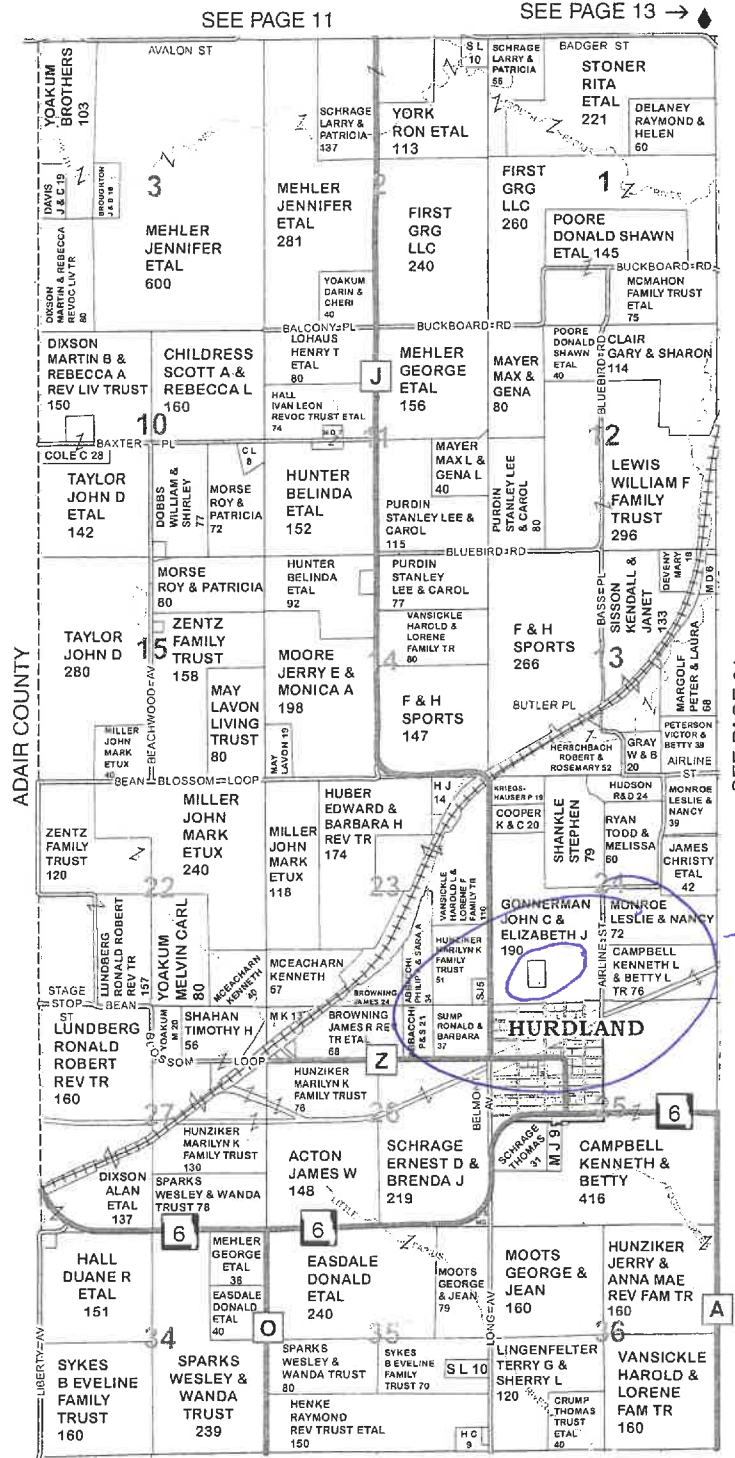 SEE PAGE 11
SEE PAGE 13 →
AVALON ST
BADGER ST
YOAKUM
BROTHERS
103
S L
10
SCHRAGE
LARRY &
PATRICIA
56
STONER
RITA
ETAL
221
SCHRAGE
LARRY &
PATRICIA
137
YORK
RON ETAL
113
DELANEY
RAYMOND &
HELEN
60
DAVIS
J & C 19
BROUGHTON
J & D 18
3
2
1
MEHLER
JENNIFER
ETAL
600
MEHLER
JENNIFER
ETAL
281
FIRST
GRG
LLC
240
FIRST
GRG
LLC
260
POORE
DONALD SHAWN
ETAL 145
DIXSON
MARTIN & REBECCA
REVOC LIV TR
80
YOAKUM
DARIN &
CHERI
40
BUCKBOARD RD
MCMAHON
FAMILY TRUST
ETAL
75
BALCONY PL
BUCKBOARD RD
DIXSON
MARTIN B &
REBECCA A
REV LIV TRUST
150
CHILDRESS
SCOTT A &
REBECCA L
160
LOHAUS
HENRY T
ETAL
80
J
MEHLER
GEORGE
ETAL
156
MAYER
MAX &
GENA
80
POORE
DONALD
SHAWN
ETAL
40
BLUEBIRD RD
CLAIR
GARY & SHARON
114
HALL
IVAN LEON
REVOC TRUST ETAL
74
10
11
12
BAXTER PL
COLE C 28
TAYLOR
JOHN D
ETAL
142
DOBBS
WILLIAM &
SHIRLEY
77
C L
8
MORSE
ROY &
PATRICIA
72
HUNTER
BELINDA
ETAL
152
MAYER
MAX L &
GENA L
40
PURDIN
STANLEY LEE &
CAROL
115
PURDIN
STANLEY LEE
& CAROL
80
LEWIS
WILLIAM F
FAMILY
TRUST
296
BLUEBIRD RD
MORSE
ROY & PATRICIA
80
HUNTER
BELINDA
ETAL
92
PURDIN
STANLEY
LEE & CAROL
77
BASS PL
SISSON
KENDALL &
JANET
133
DEVENY
MARY 18
M D 6
TAYLOR
JOHN D
280
15
ZENTZ
FAMILY
TRUST
158
MOORE
JERRY E &
MONICA A
198
VANSICKLE
HAROLD &
LORENE
FAMILY TR
80
14
F & H
SPORTS
266
13
MARGOLF
PETER & LAURA
68
ADAIR COUNTY
BEACHWOOD AV
MAY
LAVON
LIVING
TRUST
80
MAY
LAVON 19
F & H
SPORTS
147
BUTLER PL
MILLER
JOHN
MARK
ETUX
40
HERSCHBACH
ROBERT &
ROSEMARY 52
GRAY
W & B
20
PETERSON
VICTOR &
BETTY 39
AIRLINE
ST
BEAN BLOSSOM LOOP
ZENTZ
FAMILY
TRUST
120
MILLER
JOHN
MARK
ETUX
240
MILLER
JOHN
MARK
ETUX
118
HUBER
EDWARD &
BARBARA H
REV TR
174
H J
14
KRIEGS-
HAUSER P 19
COOPER
K & C 20
SHANKLE
STEPHEN
79
HUDSON
R&D 24
RYAN
TODD &
MELISSA
60
MONROE
LESLIE &
NANCY
39
JAMES
CHRISTY
ETAL
42
22
23
24
LUNDBERG
RONALD ROBERT
REV TR
157
YOAKUM
MELVIN CARL
80
MCEACHARN
KENNETH
40
MCEACHARN
KENNETH
57
VANSICKLE
HAROLD L &
LORENE F
FAMILY TR
110
HUNZIKER
MARILYN K
FAMILY
TRUST
51
GONNERMAN
JOHN C &
ELIZABETH J
190
AIRLINE ST
MONROE
LESLIE & NANCY
72
CAMPBELL
KENNETH L
& BETTY L
TR 76
STAGE
STOP
ST
BEAN
BROWNING
JAMES 24
PHILIP & SARA A
34
SJ5
LUNDBERG
RONALD
ROBERT
REV TR
160
YOAKUM
M 20
SHAHAN
TIMOTHY H
56
M K 13
BROWNING
JAMES R RE
TR ETAL
68
P&S 21
SUMP
RONALD &
BARBARA
37
HURDLAND
LOOP
Z
HUNZIKER
MARILYN K
FAMILY TRUST
76
27
26
25
BELMONT AV
6
HUNZIKER
MARILYN K
FAMILY TRUST
130
ACTON
JAMES W
148
SCHRAGE
ERNEST D &
BRENDA J
219
SCHRAGE
THOMAS
31
M J 9
CAMPBELL
KENNETH &
BETTY
416
DIXSON
ALAN
ETAL
137
SPARKS
WESLEY & WANDA
TRUST 78
6
6
HALL
DUANE R
ETAL
151
MEHLER
GEORGE
ETAL
36
EASDALE
DONALD
ETAL
40
EASDALE
DONALD
ETAL
240
MOOTS
GEORGE
& JEAN
79
MOOTS
GEORGE &
JEAN
160
HUNZIKER
JERRY &
ANNA MAE
REV FAM TR
160
O
A
LIBERTY AV
34
35
LONG AV
36
SYKES
B EVELINE
FAMILY
TRUST
160
SPARKS
WESLEY &
WANDA
TRUST
239
SPARKS
WESLEY &
WANDA TRUST
80
SYKES
B EVELINE
FAMILY
TRUST 70
S L 10
LINGENFELTER
TERRY G &
SHERRY L
120
VANSICKLE
HAROLD &
LORENE
FAM TR
160
HENKE
RAYMOND
REV TRUST ETAL
150
H C
9
CRUMP
THOMAS
TRUST
ETAL
40